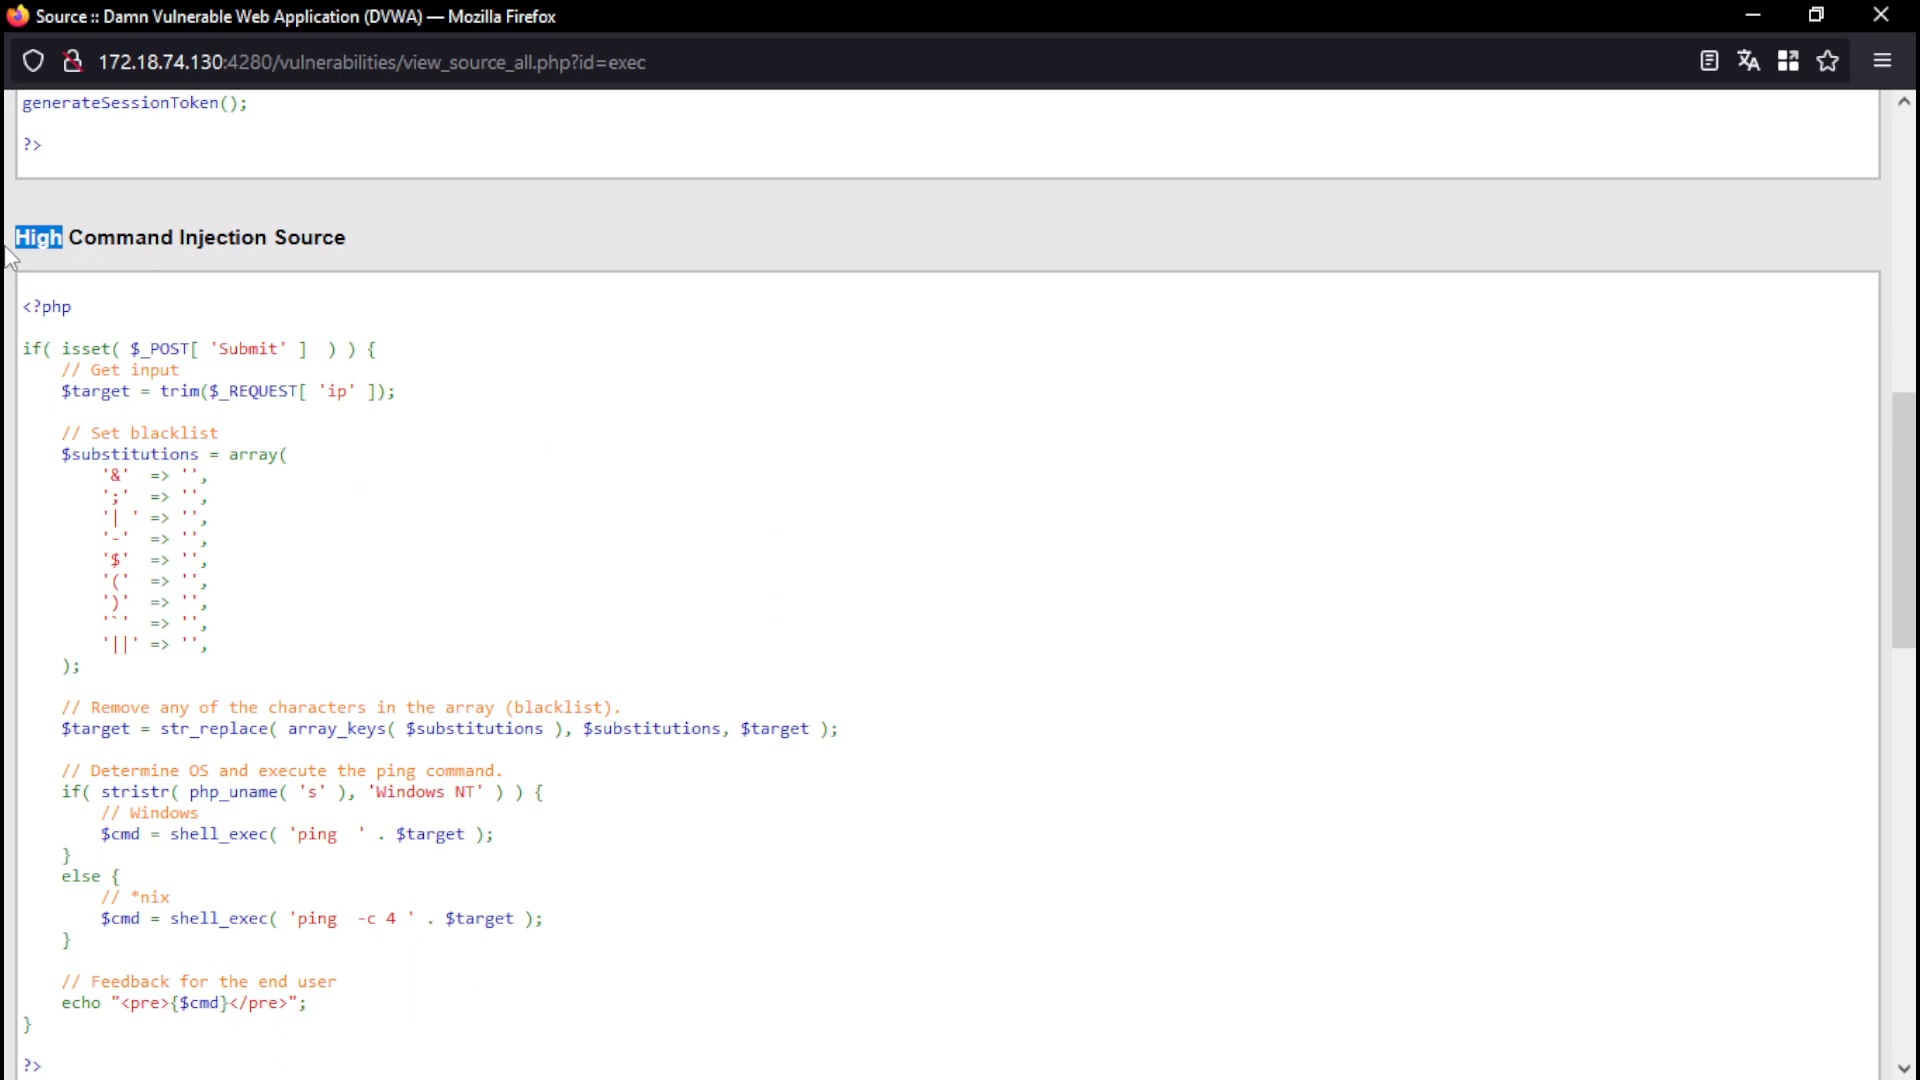 Source :: Damn Vulnerable Web Application (DVWA) — Mozilla Firefox
172.18.74.130:4280/vulnerabilities/view_source_all.php?id=exec
generateSessionToken();
?>
High Command Injection Source
<?php
if( isset( $_POST[ 'Submit' ]  ) ) {
    // Get input
    $target = trim($_REQUEST[ 'ip' ]);
    // Set blacklist
    $substitutions = array(
        '&'  => '',
        ';'  => '',
        '| ' => '',
        '-'  => '',
        '$'  => '',
        '('  => '',
        ')'  => '',
        '`'  => '',
        '||' => '',
    );
    // Remove any of the characters in the array (blacklist).
    $target = str_replace( array_keys( $substitutions ), $substitutions, $target );
    // Determine OS and execute the ping command.
    if( stristr( php_uname( 's' ), 'Windows NT' ) ) {
        // Windows
        $cmd = shell_exec( 'ping  ' . $target );
    }
    else {
        // *nix
        $cmd = shell_exec( 'ping  -c 4 ' . $target );
    }
    // Feedback for the end user
    echo "<pre>{$cmd}</pre>";
}
?>